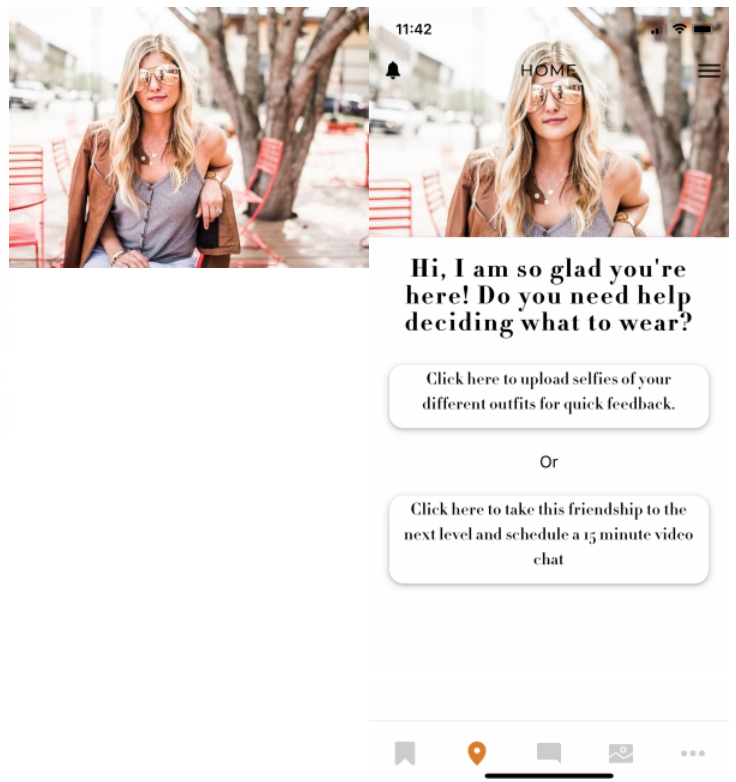 11:42
HOME
Hi, I am so glad you're
here! Do you need help
deciding what to wear?
Click here to upload selfies of your
different outfits for quick feedback.
Or
Click here to take this friendship to the
next level and schedule a 15 minute video
chat